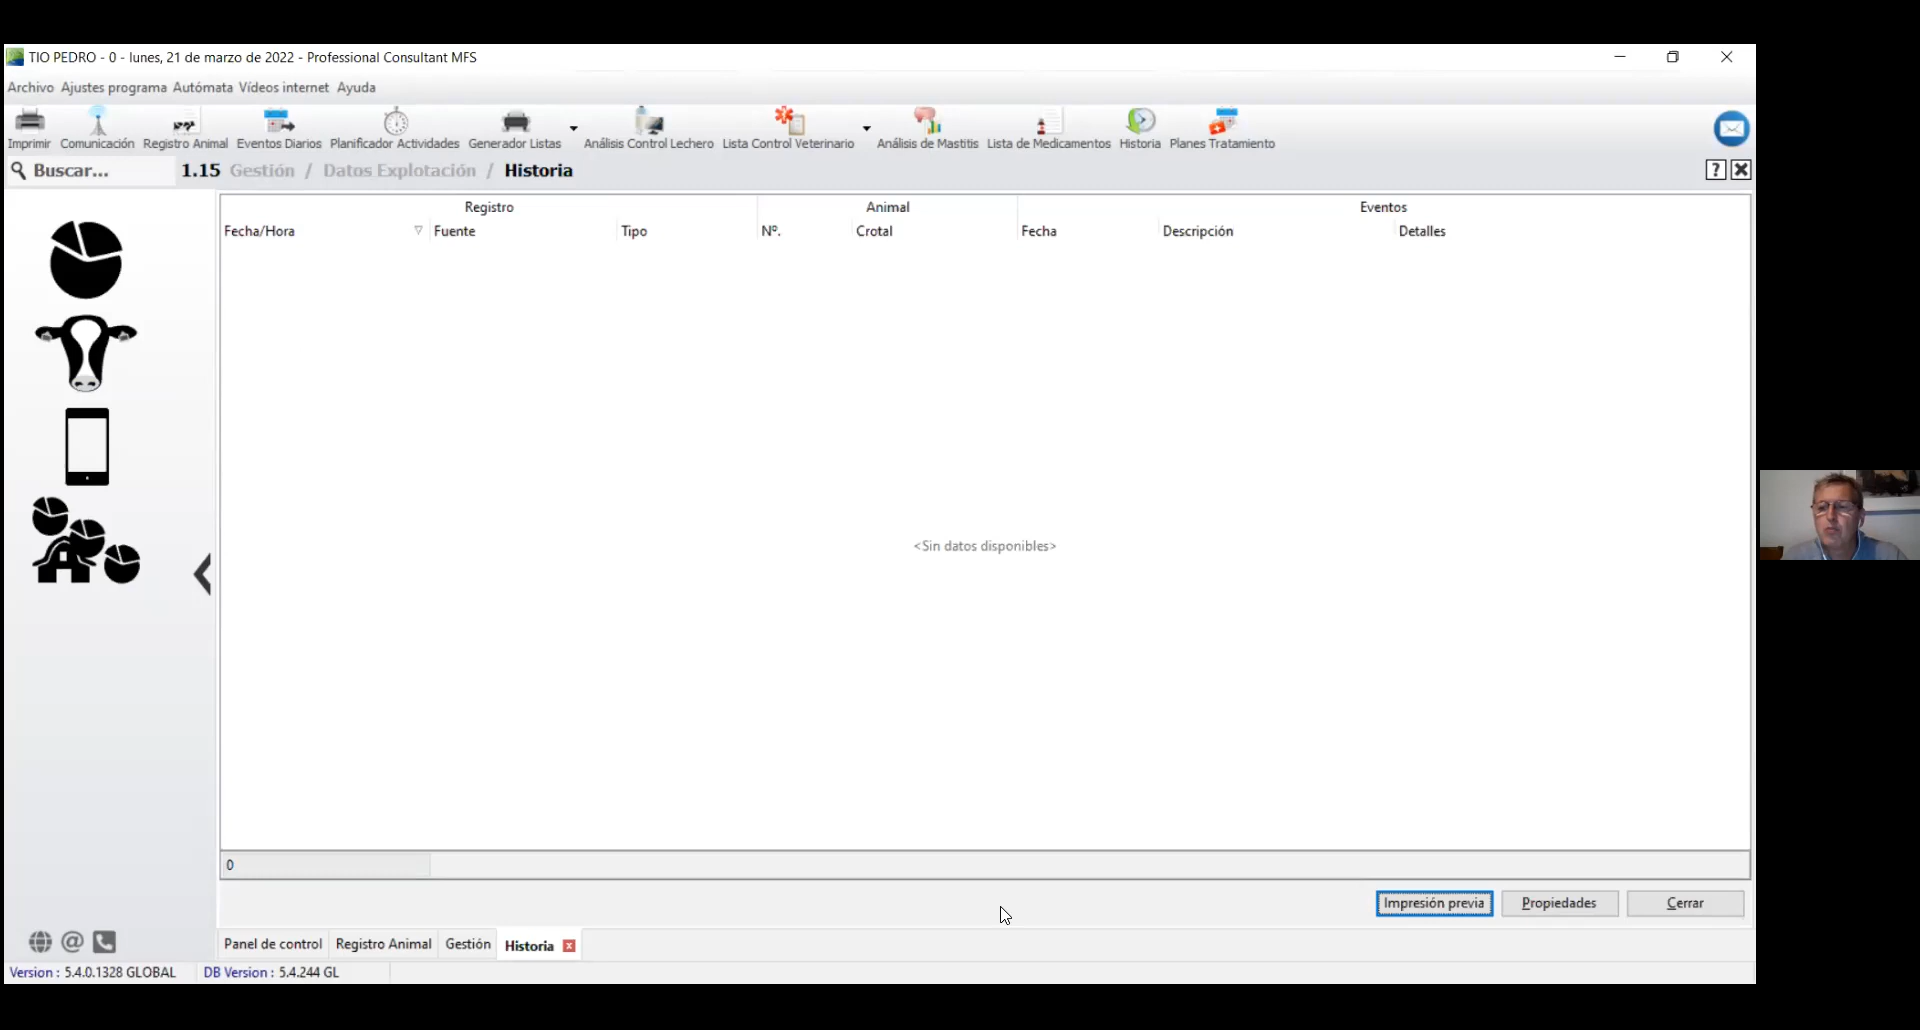 TIO PEDRO - 0 - lunes, 21 de marzo de 2022 - Professional Consultant MFS
Archivo Ajustes programa Autómata Vídeos internet Ayuda
Imprimir Comunicación Registro Animal Eventos Diarios Planificador Actividades Generador Listas Análisis Control Lechero Lista Control Veterinario Análisis de Mastitis Lista de Medicamentos Historia Planes Tratamiento
Buscar... 1.15 Gestión / Datos Explotación / Historia ?
Registro Animal Eventos
Fecha/Hora Fuente Tipo Nº. Crotal Fecha Descripción Detalles
<Sin datos disponibles>
0
Impresión previa Propiedades Cerrar
@
Panel de control Registro Animal Gestión Historia
Version : 5.4.0.1328 GLOBAL DB Version : 5.4.244 GL